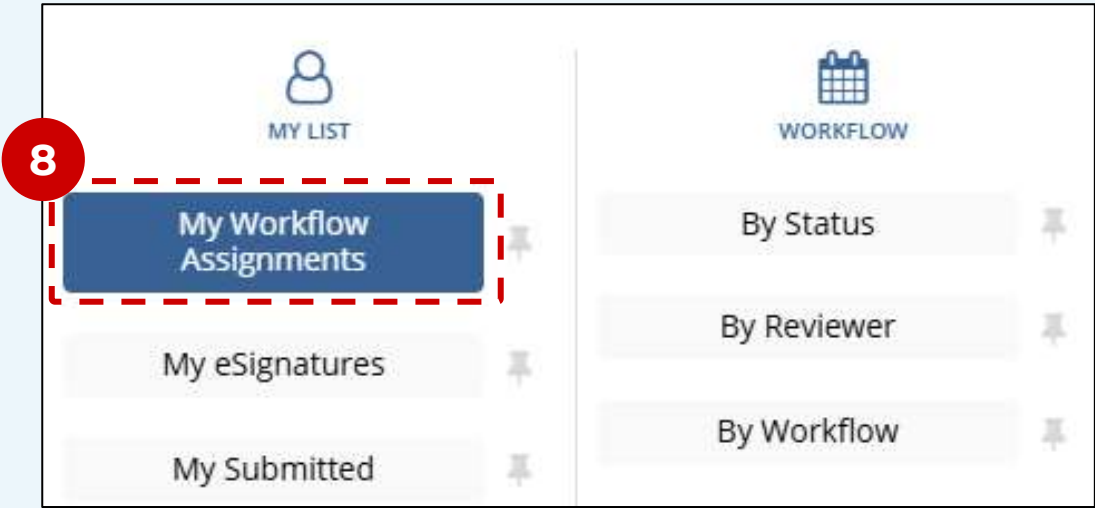 MY LIST
8
My Workflow
Assignments
My eSignatures
My Submitted
WORKFLOW
By Status
By Reviewer
By Workflow